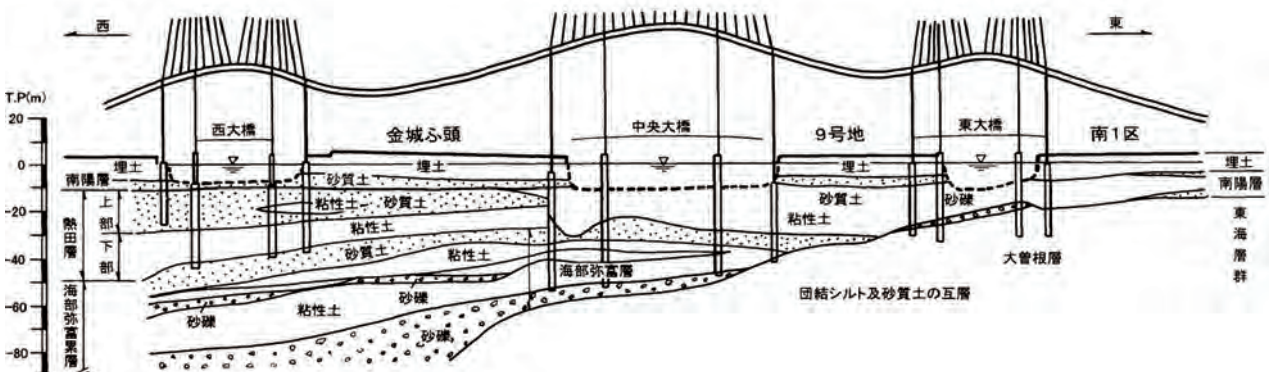 西
東
T.P(m)
20
0
-20
-40
-60
-80
西大橋
金城ふ頭
中央大橋
9号地
東大橋
南1区
埋土
埋土
埋土
埋土
南陽層
砂質土
南陽層
上部
粘性土
砂質土
砂質土
砂礫
粘性土
粘性土
熱田層
下部
砂質土
粘性土
海部弥富層
大曽根層
東海層群
砂礫
砂礫
団結シルト及砂質土の互層
粘性土
海部弥富累層
砂礫